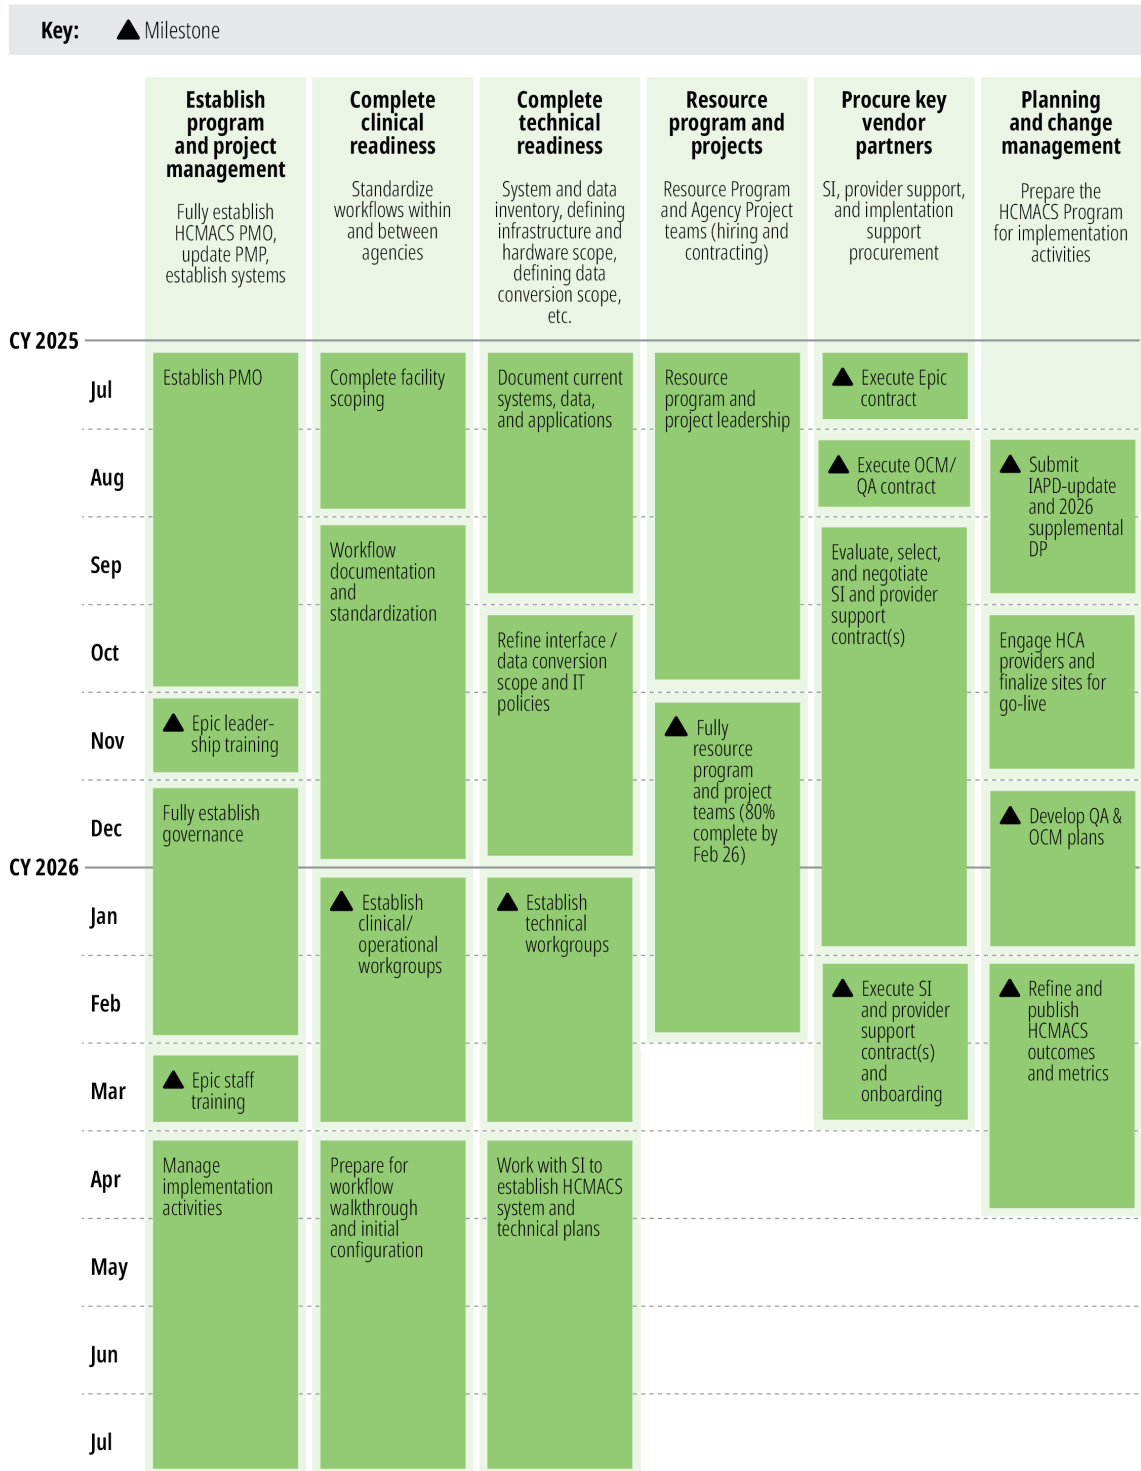 Key:
Milestone
Establish
program
and project
management
Fully establish
HCMACS PMO,
update PMP,
establish systems
Complete
clinical
readiness
Standardize
workflows within
and between
agencies
Complete
technical
readiness
System and data
inventory, defining
infrastructure and
hardware scope,
defining data
conversion scope,
etc.
Resource
program and
projects
Resource Program
and Agency Project
teams (hiring and
contracting)
Procure key
vendor
partners
SI, provider support,
and implentation
support
procurement
Planning
and change
management
Prepare the
HCMACS Program
for implementation
activities
CY 2025
Jul
Aug
Sep
Oct
Nov
Dec
CY 2026
Jan
Feb
Mar
Apr
May
Jun
Jul
Establish PMO
Epic leader-
ship training
Fully establish
governance
Epic staff
training
Manage
implementation
activities
Complete facility
scoping
Workflow
documentation
and
standardization
Establish
clinical/
operational
workgroups
Prepare for
workflow
walkthrough
and initial
configuration
Document current
systems, data,
and applications
Refine interface /
data conversion
scope and IT
policies
Establish
technical
workgroups
Work with SI to
establish HCMACS
system and
technical plans
Resource
program and
project leadership
Fully
resource
program
and project
teams (80%
complete by
Feb 26)
Execute Epic
contract
Execute OCM/
QA contract
Evaluate, select,
and negotiate
SI and provider
support
contract(s)
Execute SI
and provider
support
contract(s)
and
onboarding
Submit
IAPD-update
and 2026
supplemental
DP
Engage HCA
providers and
finalize sites for
go-live
Develop QA &
OCM plans
Refine and
publish
HCMACS
outcomes
and metrics